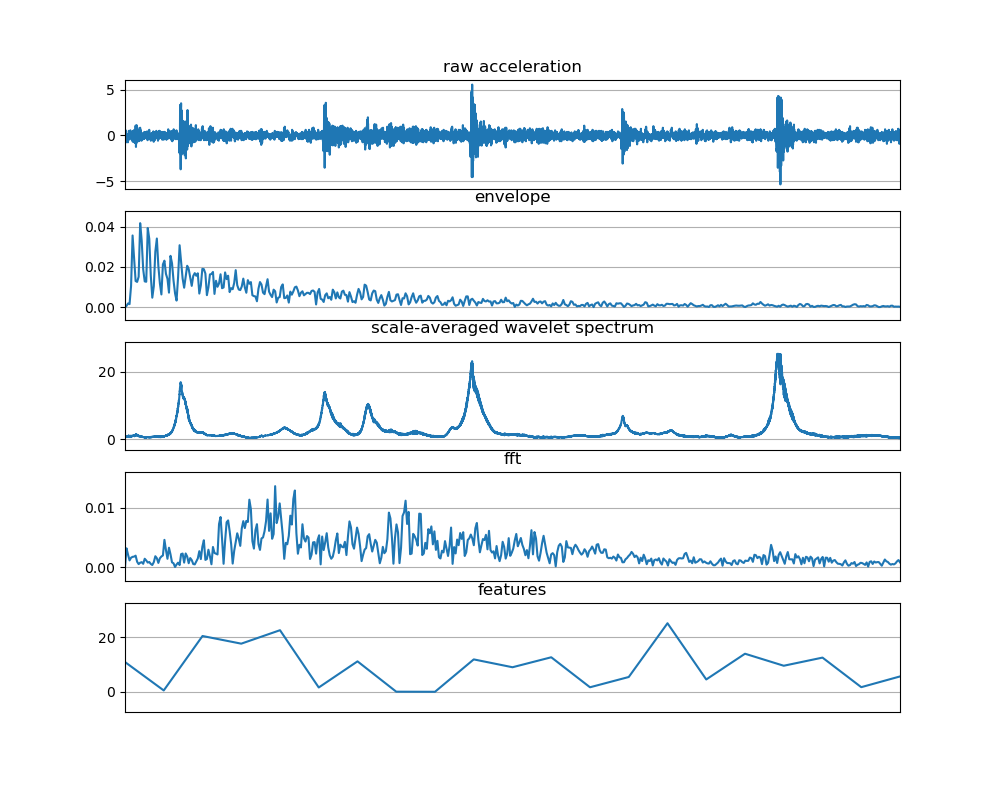 raw acceleration
5
0
−5
envelope
0.04
0.02
0.00
scale-averaged wavelet spectrum
20
0
fft
0.01
0.00
features
20
0